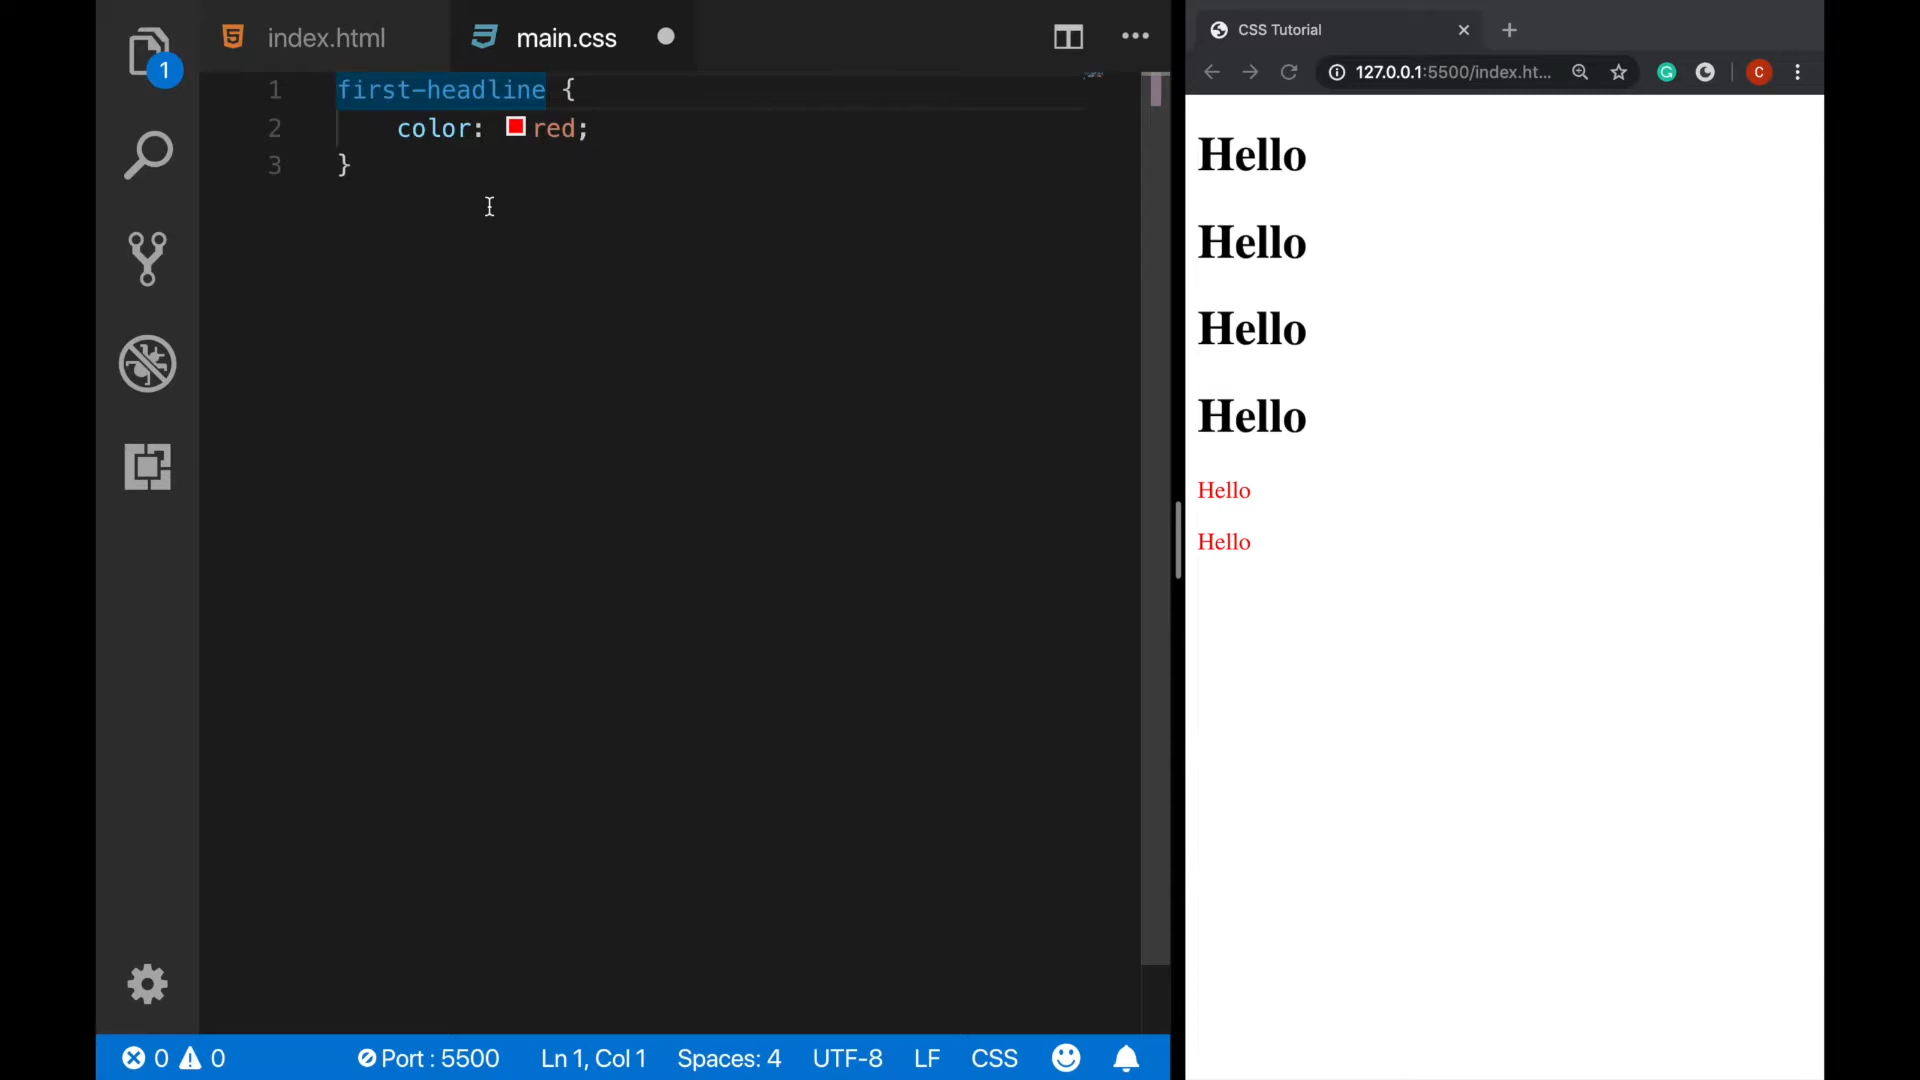 1
index.html
main.css
1 first-headline {
2 color: red;
3 }
0 0
Port : 5500
Ln 1, Col 1
Spaces: 4
UTF-8
LF
CSS
CSS Tutorial
127.0.0.1:5500/index.ht...
G
C
Hello
Hello
Hello
Hello
Hello
Hello